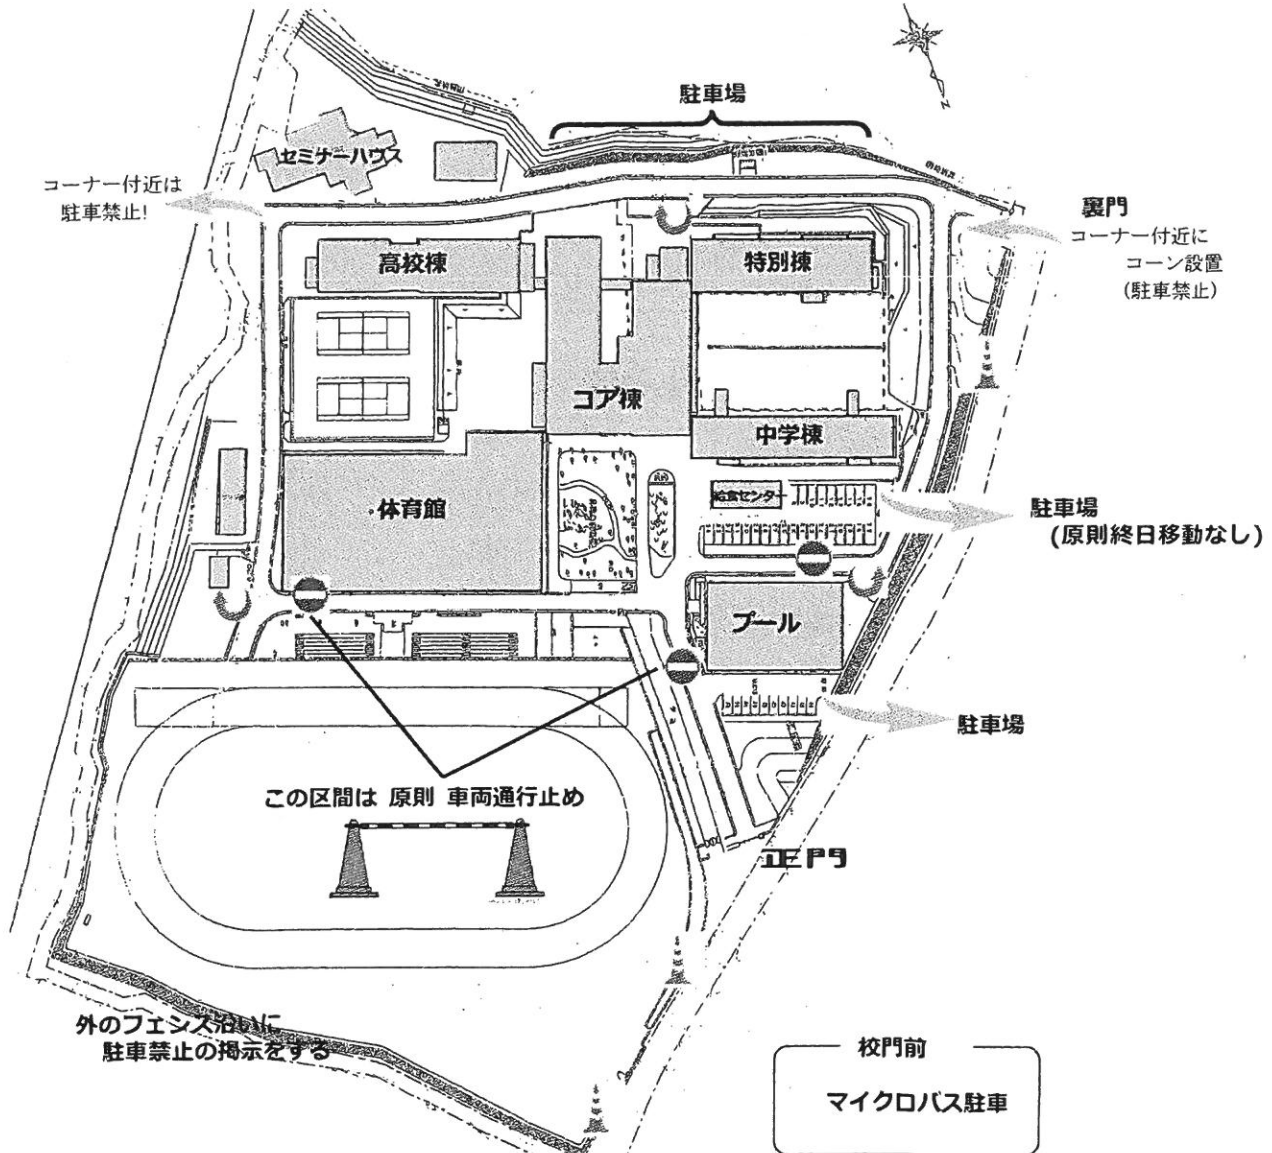 駐車場
セミナーハウス
コーナー付近は
駐車禁止!
裏門
コーナー付近に
コーン設置
(駐車禁止)
高校棟
特別棟
コア棟
中学棟
給食センター
体育館
駐車場
(原則終日移動なし)
プール
駐車場
この区間は 原則 車両通行止め
正門
外のフェンス沿いに
駐車禁止の掲示をする
校門前
マイクロバス駐車